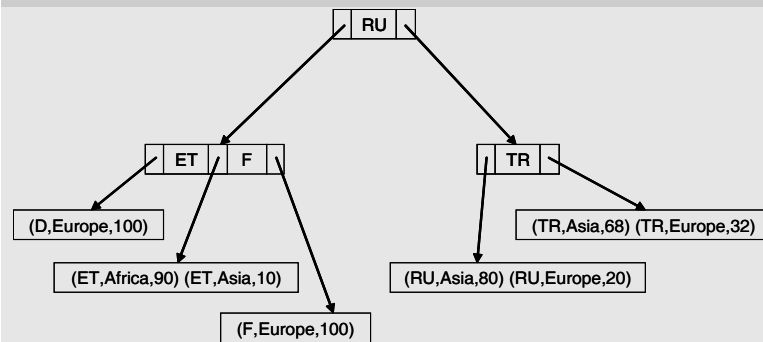 RU
ET F
TR
(D,Europe,100)
(TR,Asia,68) (TR,Europe,32)
(ET,Africa,90) (ET,Asia,10)
(RU,Asia,80) (RU,Europe,20)
(F,Europe,100)